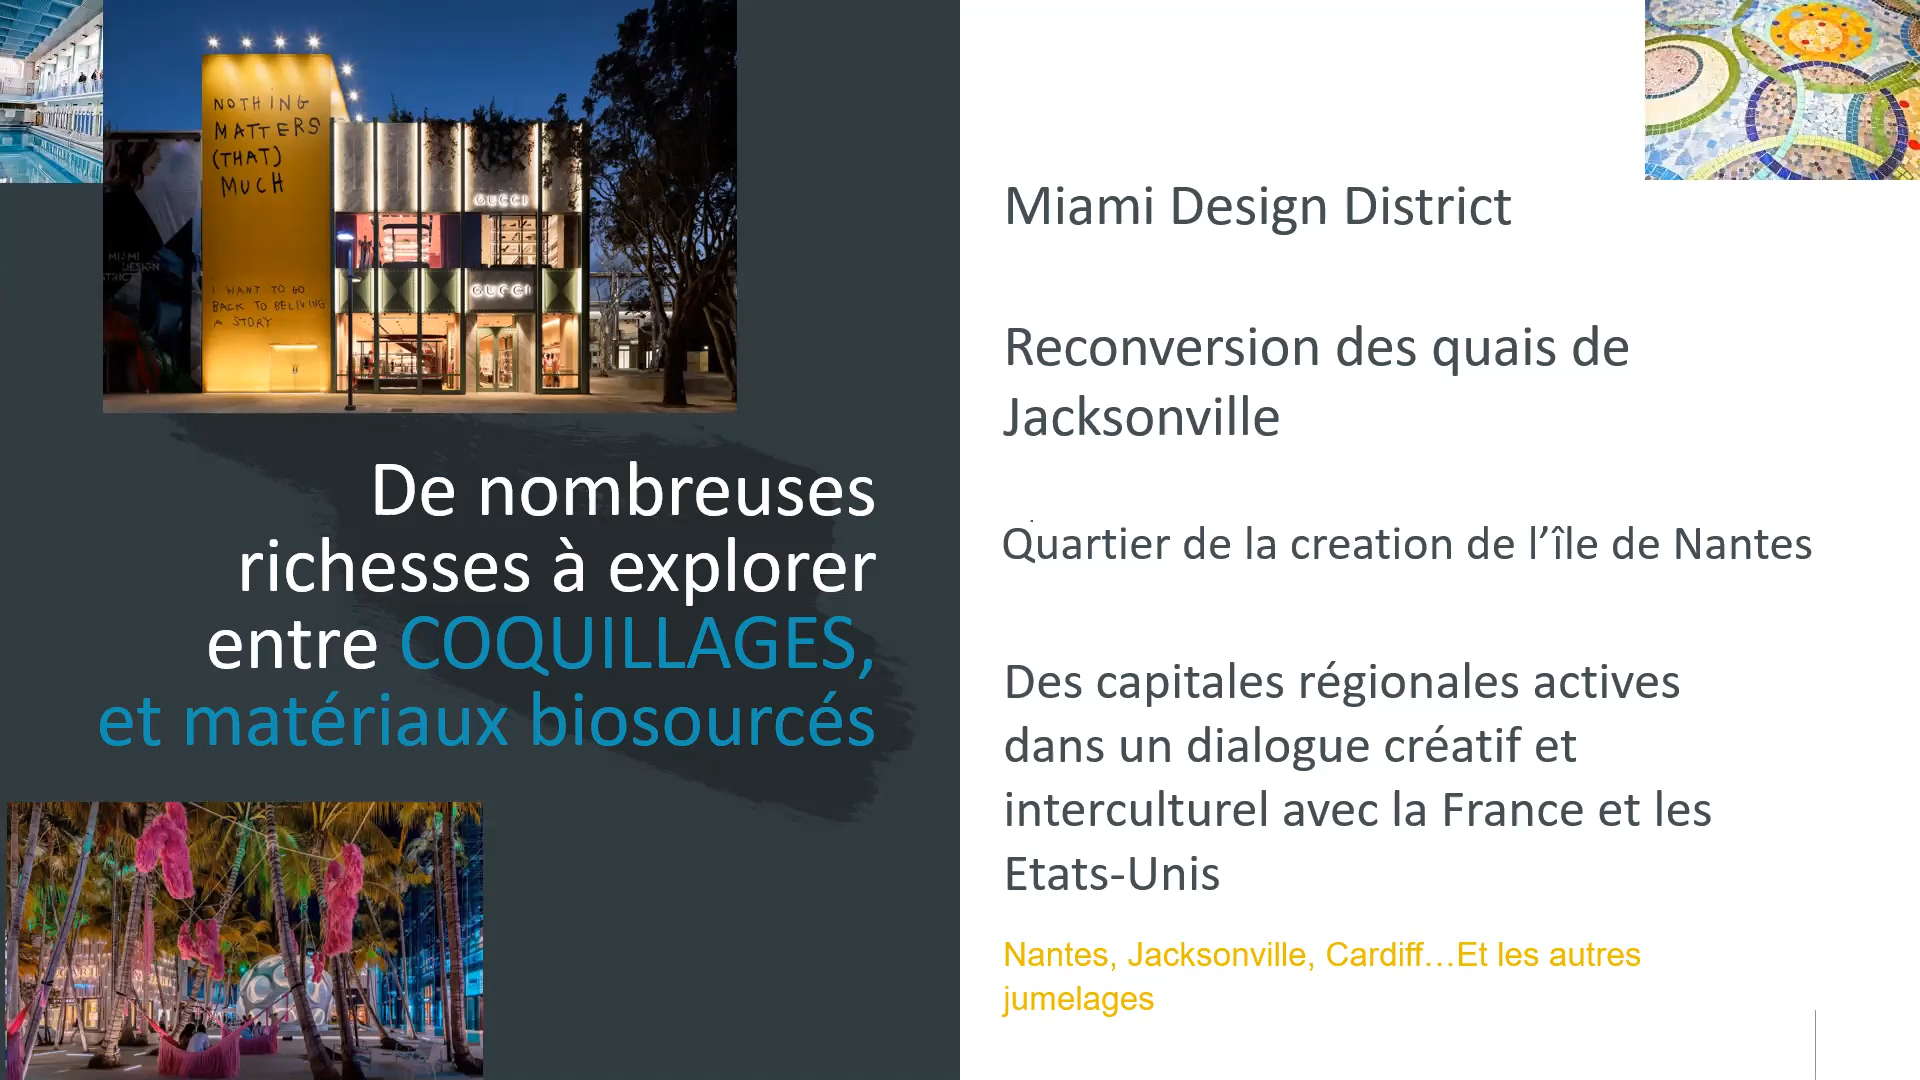 NOTHING
MATTERS
(THAT)
MUCH
I WANT TO GO
BACK TO BELIVING
A STORY
GUCCI
GUCCI
MIAMI
DESIGN
De nombreuses
richesses à explorer
entre COQUILLAGES,
et matériaux biosourcés
Miami Design District
Reconversion des quais de
Jacksonville
Quartier de la creation de l’île de Nantes
Des capitales régionales actives
dans un dialogue créatif et
interculturel avec la France et les
Etats-Unis
Nantes, Jacksonville, Cardiff…Et les autres
jumelages